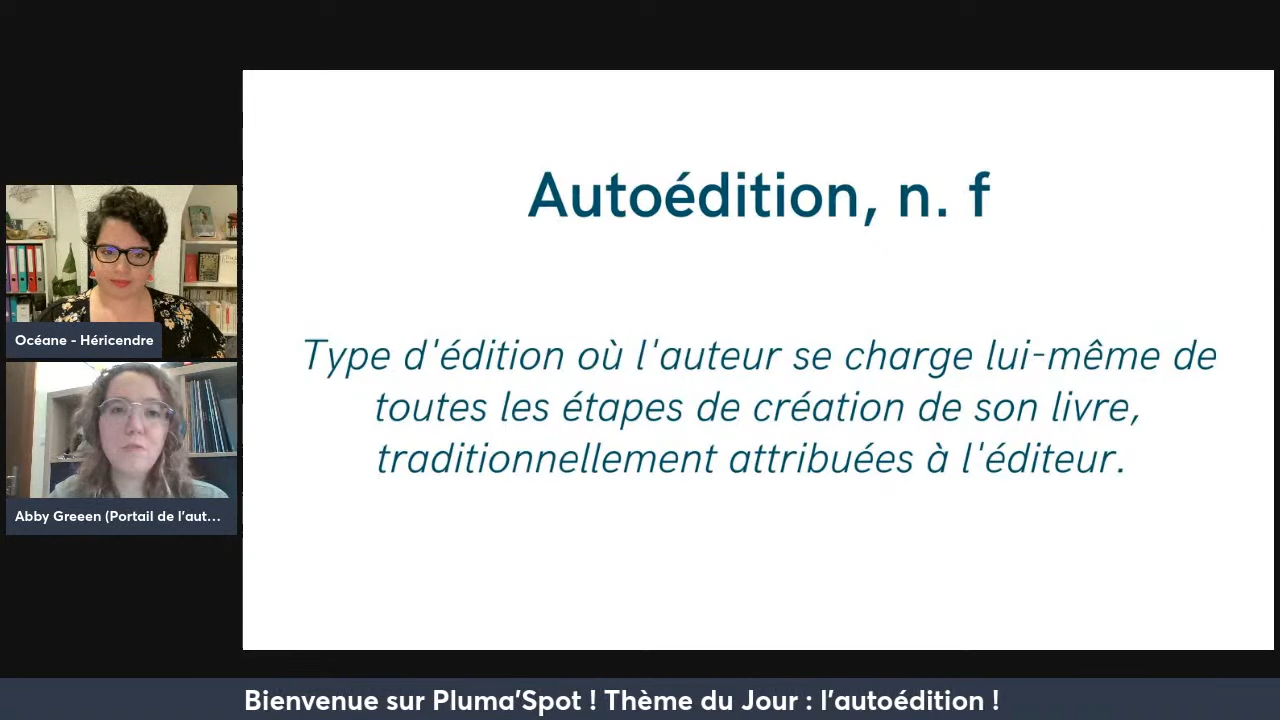 Autoédition, n. f
Type d'édition où l'auteur se charge lui-même de
toutes les étapes de création de son livre,
traditionnellement attribuées à l'éditeur.
Océane - Héricendre
Abby Greeen (Portail de l'aut...
Bienvenue sur Pluma'Spot ! Thème du Jour : l'autoédition !